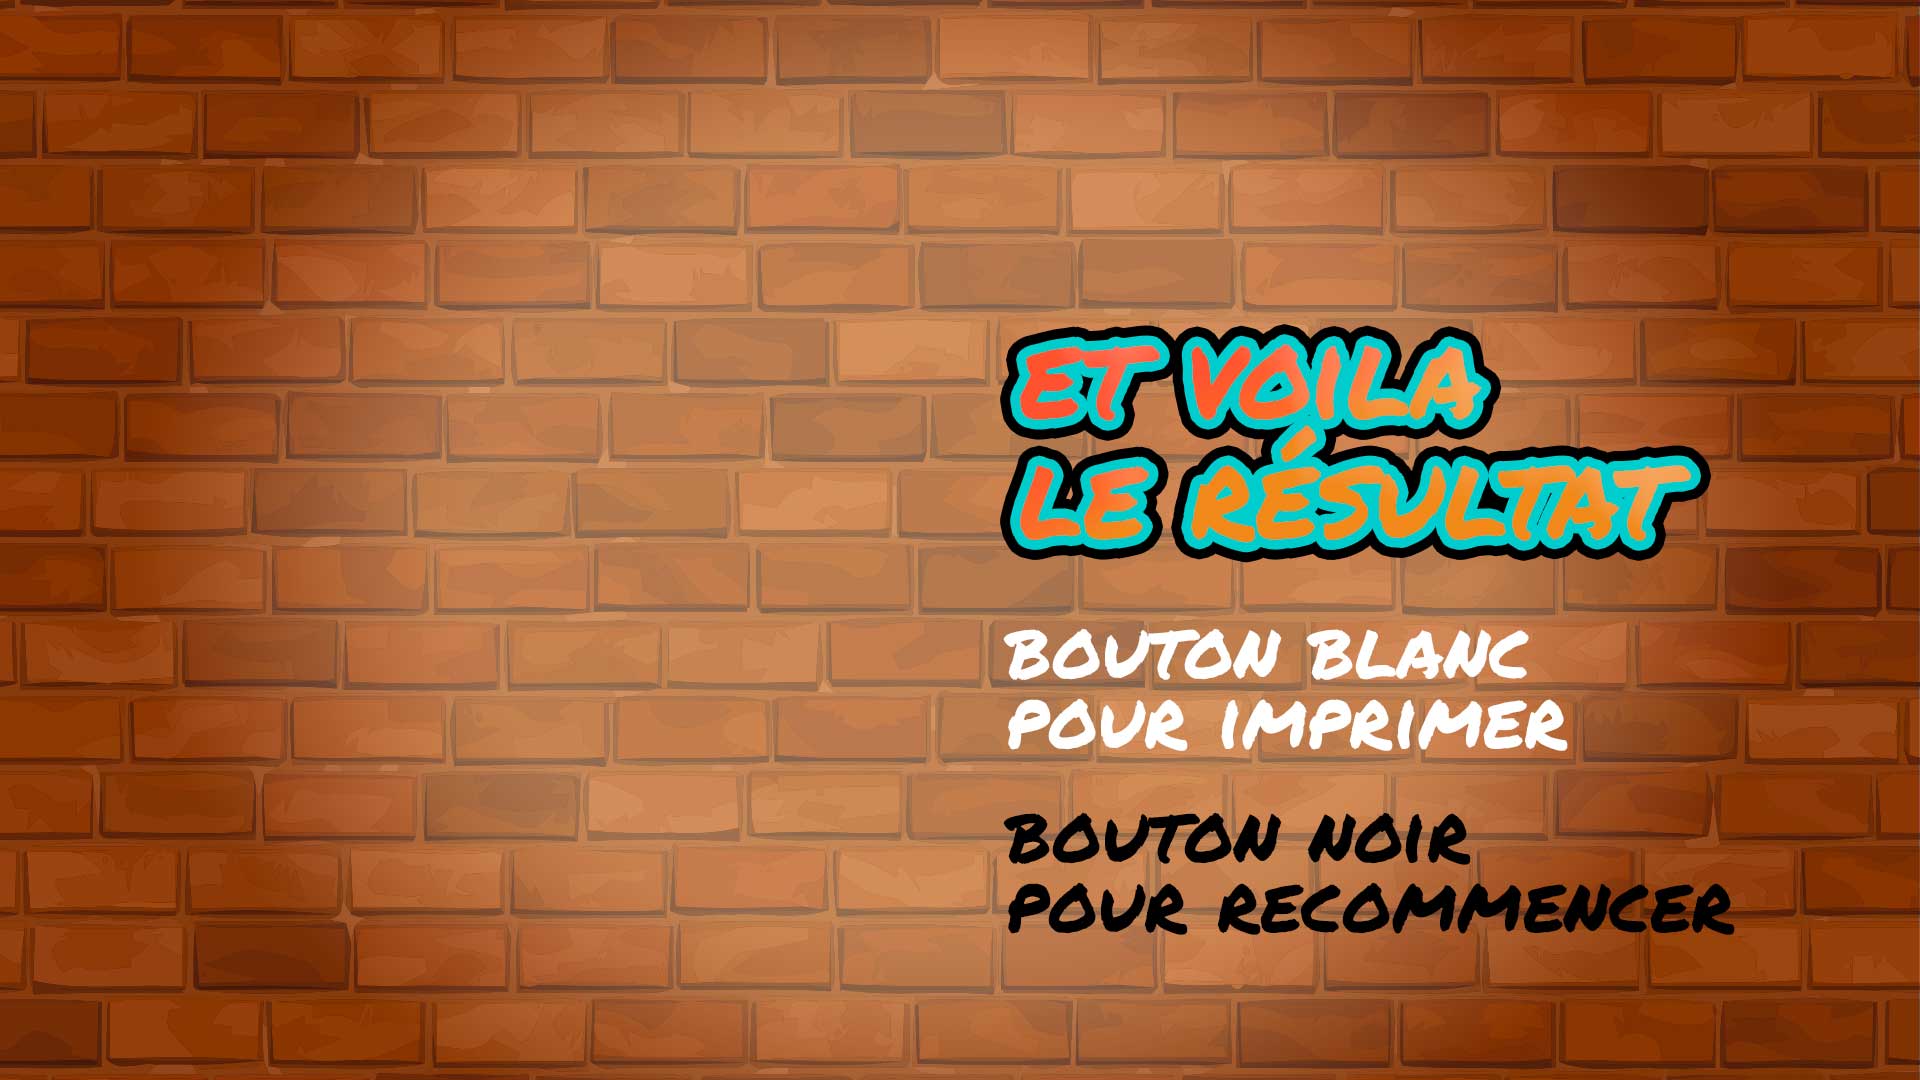 ET VOILA
LE RÉSULTAT
BOUTON BLANC
POUR IMPRIMER
BOUTON NOIR
POUR RECOMMENCER